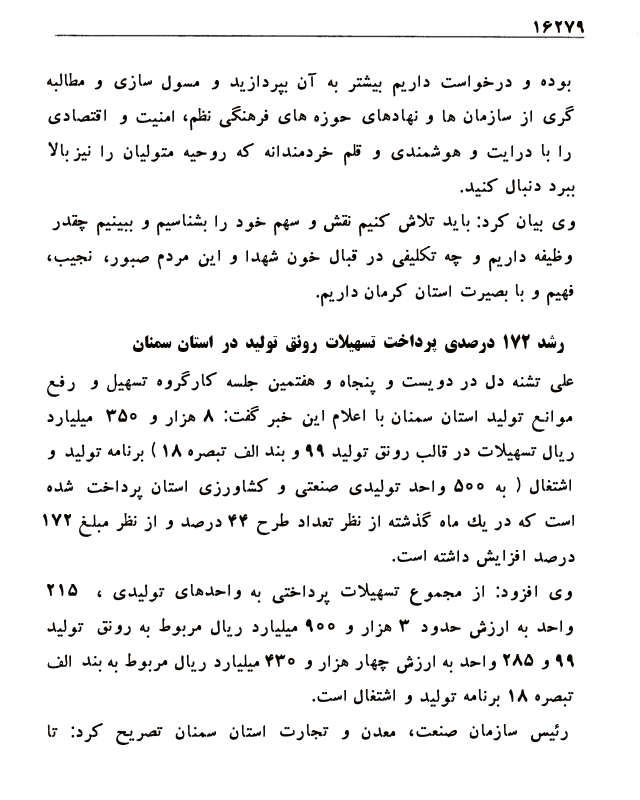 ۱۶۲۷۹
بوده و درخواست داریم بیشتر به آن بپردازید و مسول سازی و مطالبه
گری از سازمان ها و نهادهای حوزه های فرهنگی نظم، امنیت و اقتصادی
را با درایت و هوشمندی و قلم خردمندانه که روحیه متولیان را نیز بالا
ببرد دنبال کنید.
وی بیان کرد: باید تلاش کنیم نقش و سهم خود را بشناسیم و ببینیم چقدر
وظیفه داریم و چه تکلیفی در قبال خون شهدا و این مردم صبور، نجیب،
فهیم و با بصیرت استان کرمان داریم.
رشد ۱۷۲ درصدی پرداخت تسهیلات رونق تولید در استان سمنان
علی تشنه دل در دویست و پنجاه و هفتمین جلسه کارگروه تسهیل و رفع
موانع تولید استان سمنان با اعلام این خبر گفت: ۸ هزار و ۳۵۰ میلیارد
ریال تسهیلات در قالب رونق تولید ۹۹ و بند الف تبصره ۱۸ ) برنامه تولید و
اشتغال ( به ۵۰۰ واحد تولیدی صنعتی و کشاورزی استان پرداخت شده
است که در یک ماه گذشته از نظر تعداد طرح ۴۴ درصد و از نظر مبلغ ۱۷۲
درصد افزایش داشته است.
وی افزود: از مجموع تسهیلات پرداختی به واحدهای تولیدی ، ۲۱۵
واحد به ارزش حدود ۳ هزار و ۹۰۰ میلیارد ریال مربوط به رونق تولید
۹۹ و ۲۸۵ واحد به ارزش چهار هزار و ۴۳۰ میلیارد ریال مربوط به بند الف
تبصره ۱۸ برنامه تولید و اشتغال است.
رئیس سازمان صنعت، معدن و تجارت استان سمنان تصریح کرد: تا